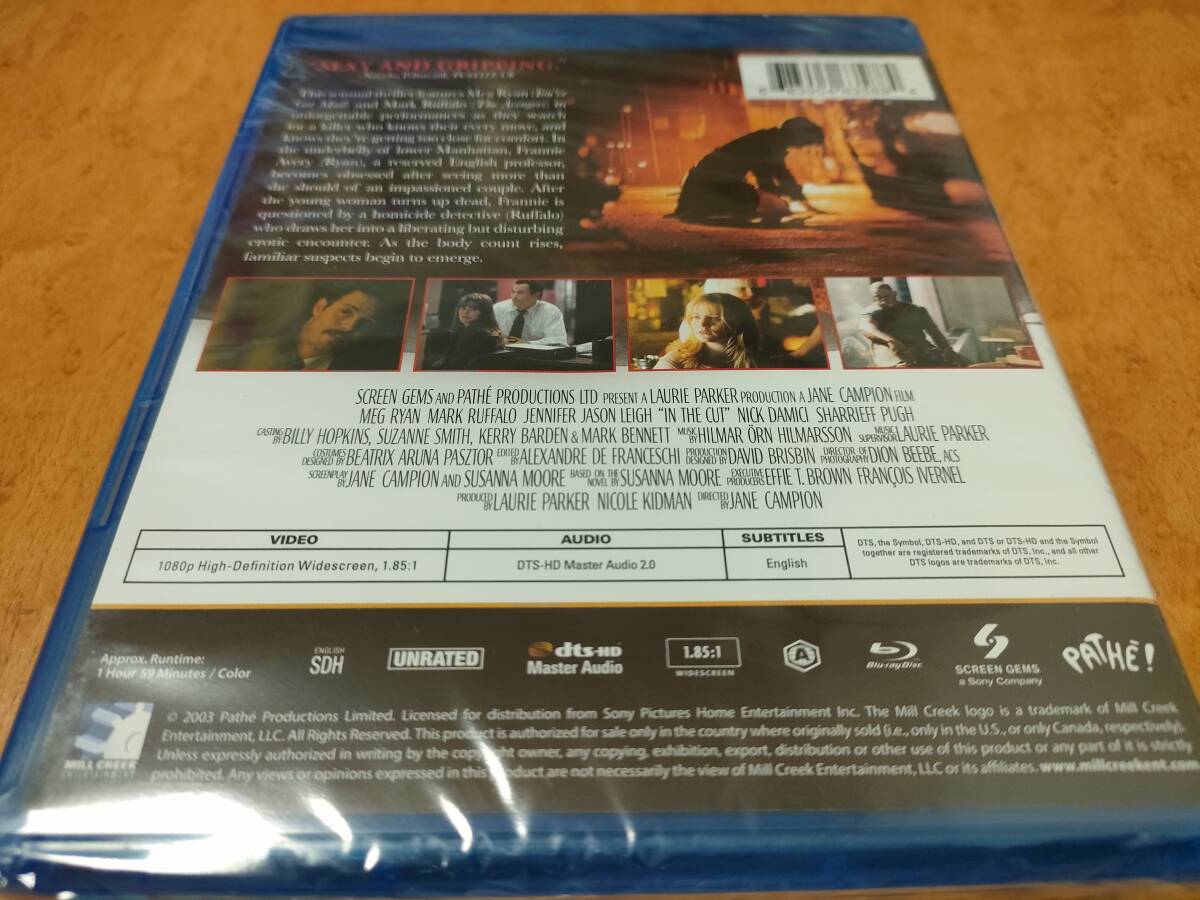 "SEXY AND GRIPPING."
This sensual thriller features Meg Ryan (You've
Got Mail) and Mark Ruffalo (The Avengers) in
unforgettable performances as they search
for a killer who knows their every move, and
knows they're getting too close for comfort. In
the underbelly of lower Manhattan, Frannie
Avery (Ryan), a reserved English professor,
becomes obsessed after seeing more than
she should of an impassioned couple. After
the young woman turns up dead, Frannie is
questioned by a homicide detective (Ruffalo)
who draws her into a liberating but disturbing
erotic encounter. As the body count rises,
familiar suspects begin to emerge.
SCREEN GEMS AND PATHÉ PRODUCTIONS LTD PRESENT A LAURIE PARKER PRODUCTION A JANE CAMPION FILM
MEG RYAN MARK RUFFALO JENNIFER JASON LEIGH "IN THE CUT" NICK DAMICI SHARRIEFF PUGH
CASTING BY BILLY HOPKINS, SUZANNE SMITH, KERRY BARDEN & MARK BENNETT MUSIC BY HILMAR ÖRN HILMARSSON MUSIC SUPERVISOR LAURIE PARKER
COSTUMES DESIGNED BY BEATRIX ARUNA PASZTOR EDITED BY ALEXANDRE DE FRANCESCHI PRODUCTION DESIGNED BY DAVID BRISBIN DIRECTOR OF PHOTOGRAPHY DION BEEBE, ACS
SCREENPLAY BY JANE CAMPION AND SUSANNA MOORE BASED ON THE NOVEL BY SUSANNA MOORE EXECUTIVE PRODUCERS EFFIE T. BROWN FRANÇOIS IVERNEL
PRODUCED BY LAURIE PARKER NICOLE KIDMAN DIRECTED BY JANE CAMPION
VIDEO AUDIO SUBTITLES
1080p High-Definition Widescreen, 1.85:1 DTS-HD Master Audio 2.0 English
DTS, the Symbol, DTS-HD, and DTS or DTS-HD and the Symbol
together are registered trademarks of DTS, Inc., and all other
DTS logos are trademarks of DTS, Inc.
Approx. Runtime:
1 Hour 59 Minutes / Color
ENGLISH
SDH
UNRATED
dts-HD
Master Audio
1.85:1
WIDESCREEN
A
Blu-ray Disc
SCREEN GEMS
a Sony Company
PATHÉ!
MILL CREEK
ENTERTAINMENT
© 2003 Pathé Productions Limited. Licensed for distribution from Sony Pictures Home Entertainment Inc. The Mill Creek logo is a trademark of Mill Creek
Entertainment, LLC. All Rights Reserved. This product is authorized for sale only in the country where originally sold (i.e., only in the U.S., or only Canada, respectively).
Unless expressly authorized in writing by the copyright owner, any copying, exhibition, export, distribution or other use of this product or any part of it is strictly
prohibited. Any views or opinions expressed in this product are not necessarily the view of Mill Creek Entertainment, LLC or its affiliates. www.millcreekent.com